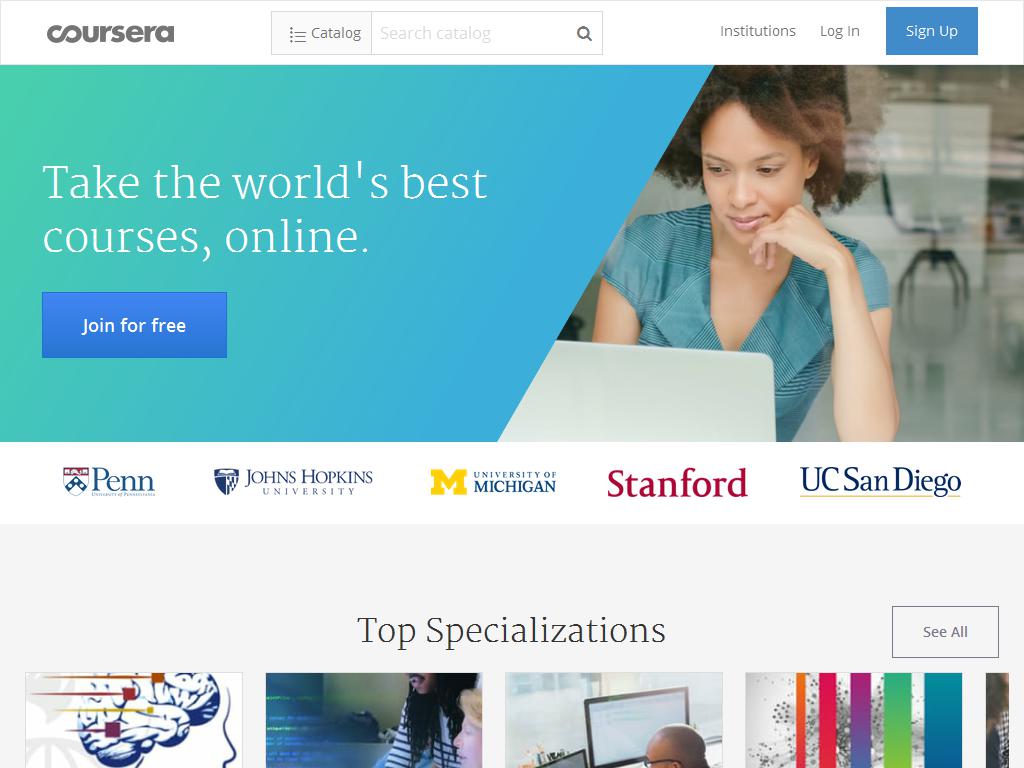 coursera
Catalog
Search catalog
Institutions
Log In
Sign Up
Take the world's best
courses, online.
Join for free
Penn
UNIVERSITY of PENNSYLVANIA
JOHNS HOPKINS
UNIVERSITY
M
UNIVERSITY OF
MICHIGAN
Stanford
UC San Diego
Top Specializations
See All